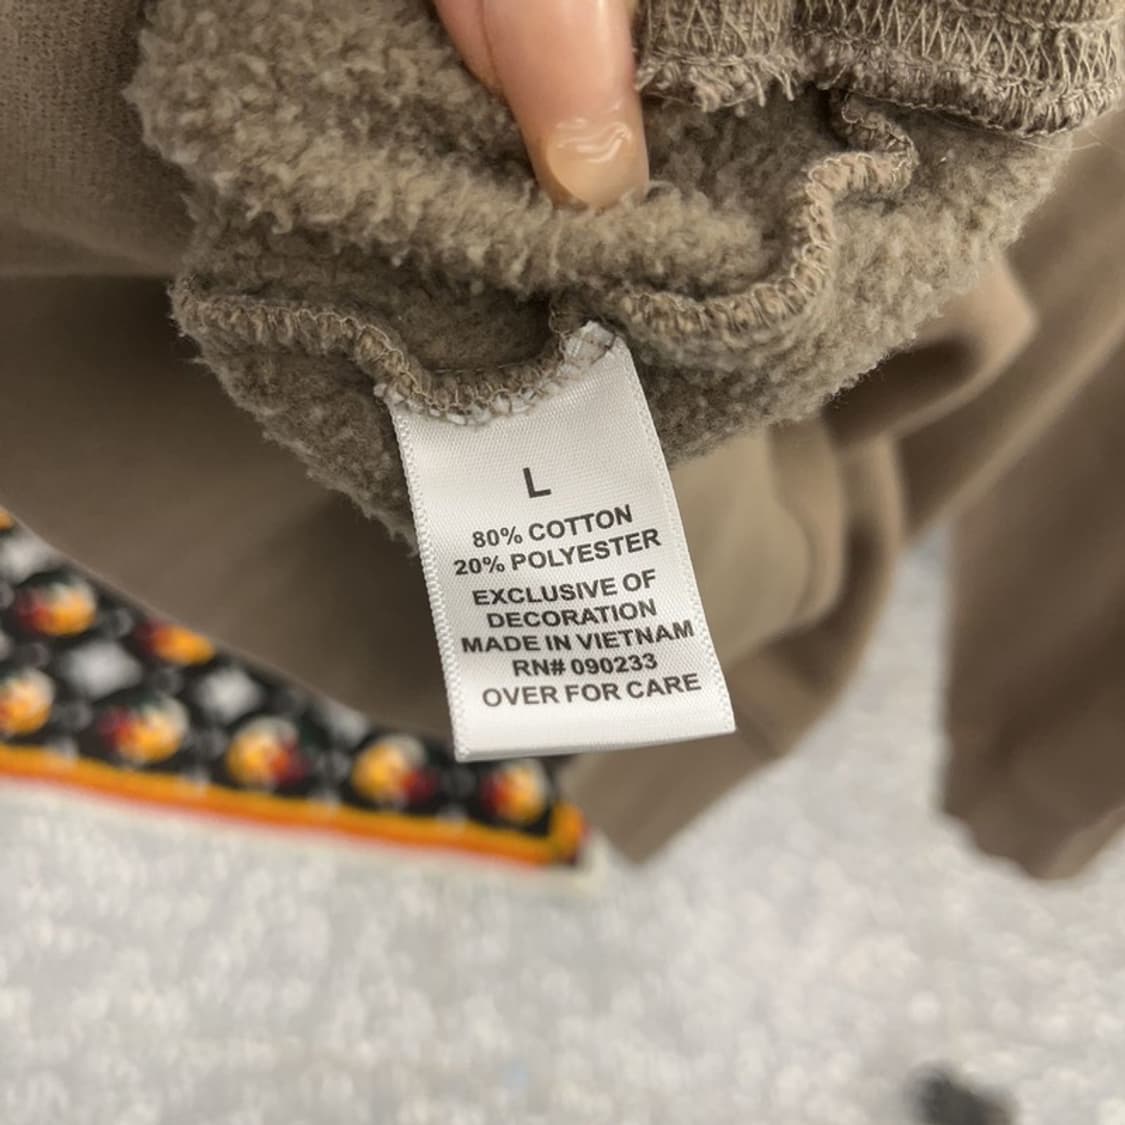 L
80% COTTON
20% POLYESTER
EXCLUSIVE OF
DECORATION
MADE IN VIETNAM
RN# 090233
OVER FOR CARE